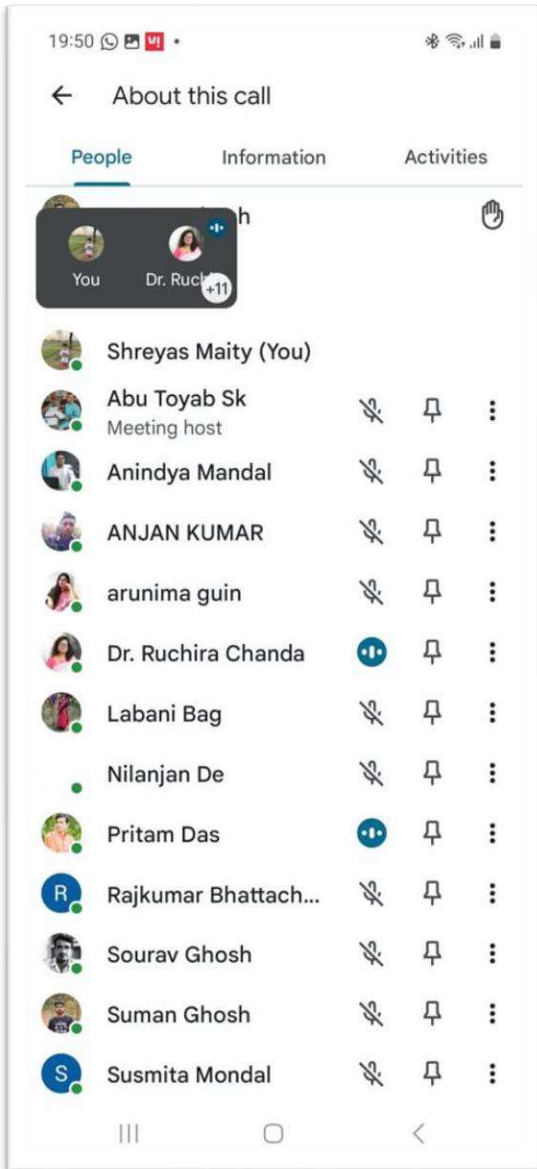 19:50
About this call
People Information Activities
h
You Dr. Ruchi
+11
Shreyas Maity (You)
Abu Toyab Sk
Meeting host
Anindya Mandal
ANJAN KUMAR
arunima guin
Dr. Ruchira Chanda
Labani Bag
Nilanjan De
Pritam Das
R Rajkumar Bhattach...
Sourav Ghosh
Suman Ghosh
S Susmita Mondal